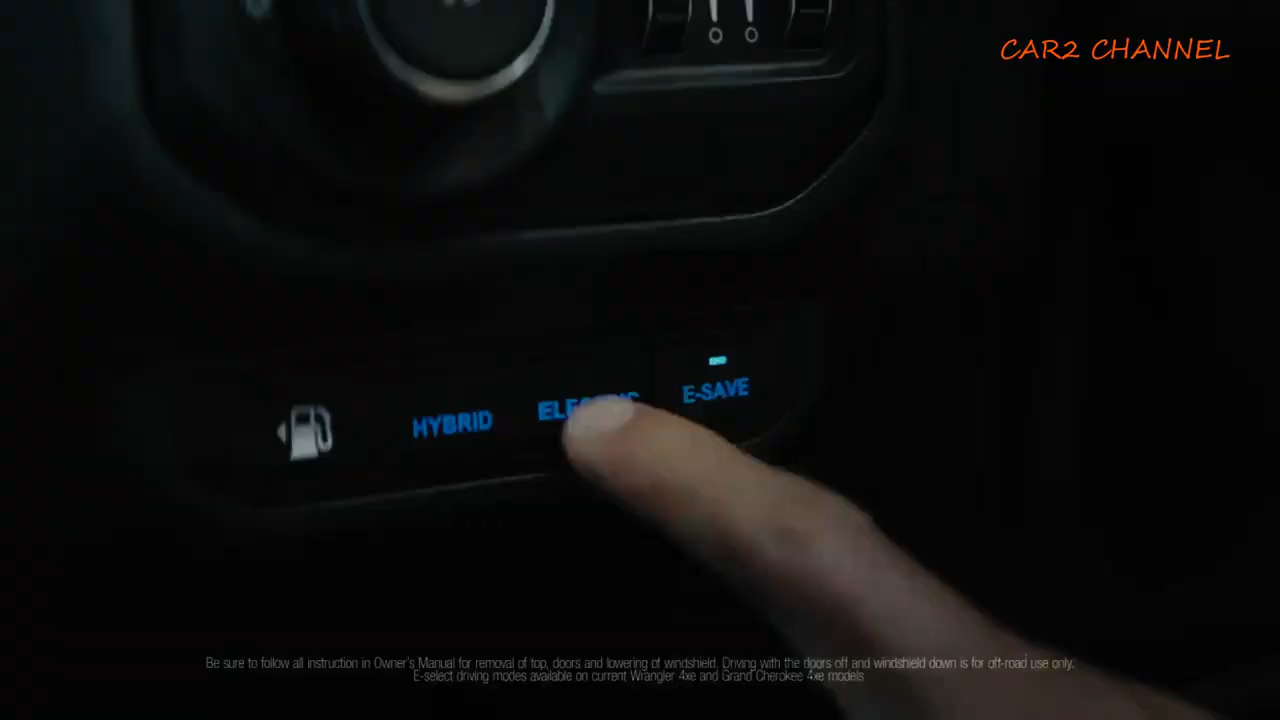 CAR2 CHANNEL
HYBRID
E-SAVE
Be sure to follow all instruction in Owner's Manual for removal of top, doors and lowering of windshield. Driving with the doors off and windshield down is for off-road use only.
E-select driving modes available on current Wrangler 4xe and Grand Cherokee 4xe models